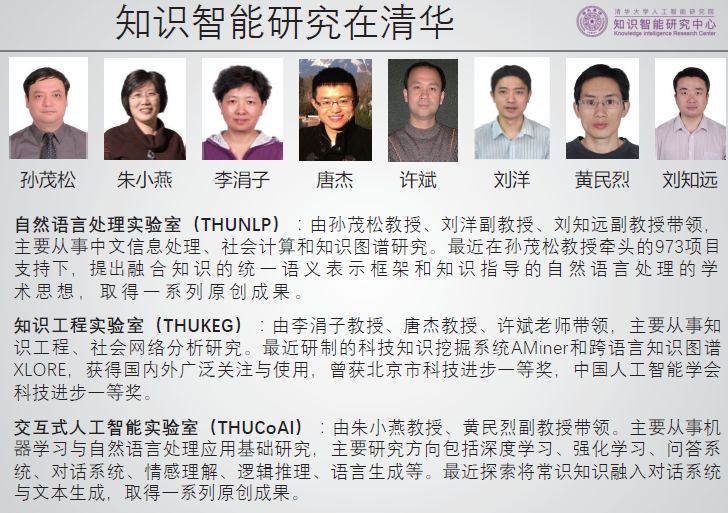 知识智能研究在清华
清华大学人工智能研究院
知识智能研究中心
Knowledge Intelligence Research Center
孙茂松 朱小燕 李涓子 唐杰 许斌 刘洋 黄民烈 刘知远
自然语言处理实验室（THUNLP）：由孙茂松教授、刘洋副教授、刘知远副教授带领，
主要从事中文信息处理、社会计算和知识图谱研究。最近在孙茂松教授牵头的973项目
支持下，提出融合知识的统一语义表示框架和知识指导的自然语言处理的学
术思想，取得一系列原创成果。
知识工程实验室（THUKEG）：由李涓子教授、唐杰教授、许斌老师带领，主要从事知
识工程、社会网络分析研究。最近研制的科技知识挖掘系统AMiner和跨语言知识图谱
XLORE，获得国内外广泛关注与使用，曾获北京市科技进步一等奖，中国人工智能学会
科技进步一等奖。
交互式人工智能实验室（THUCoAI）：由朱小燕教授、黄民烈副教授带领。主要从事机
器学习与自然语言处理应用基础研究，主要研究方向包括深度学习、强化学习、问答系
统、对话系统、情感理解、逻辑推理、语言生成等。最近探索将常识知识融入对话系统
与文本生成，取得一系列原创成果。